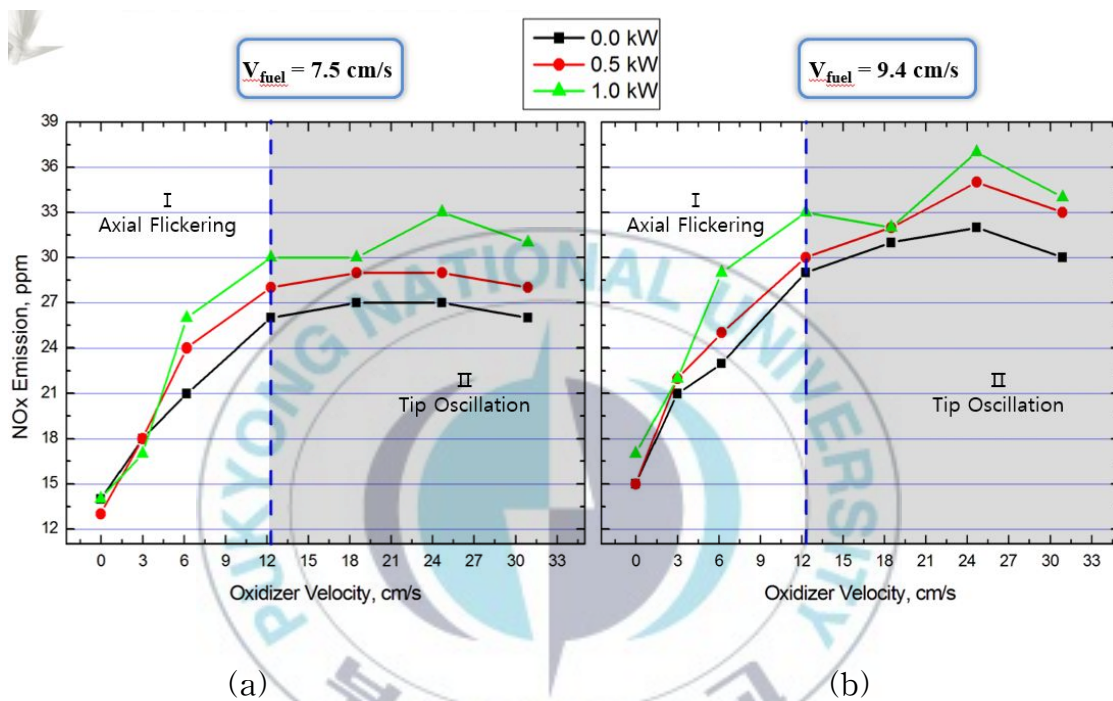 V_fuel = 7.5 cm/s
0.0 kW
0.5 kW
1.0 kW
V_fuel = 9.4 cm/s
39
36
33
30
27
24
21
18
15
12
NOx Emission, ppm
I
Axial Flickering
II
Tip Oscillation
I
Axial Flickering
II
Tip Oscillation
0 3 6 9 12 15 18 21 24 27 30 33
0 3 6 9 12 15 18 21 24 27 30 33
Oxidizer Velocity, cm/s
Oxidizer Velocity, cm/s
PUKYONG NATIONAL UNIVERSITY
(a)
(b)